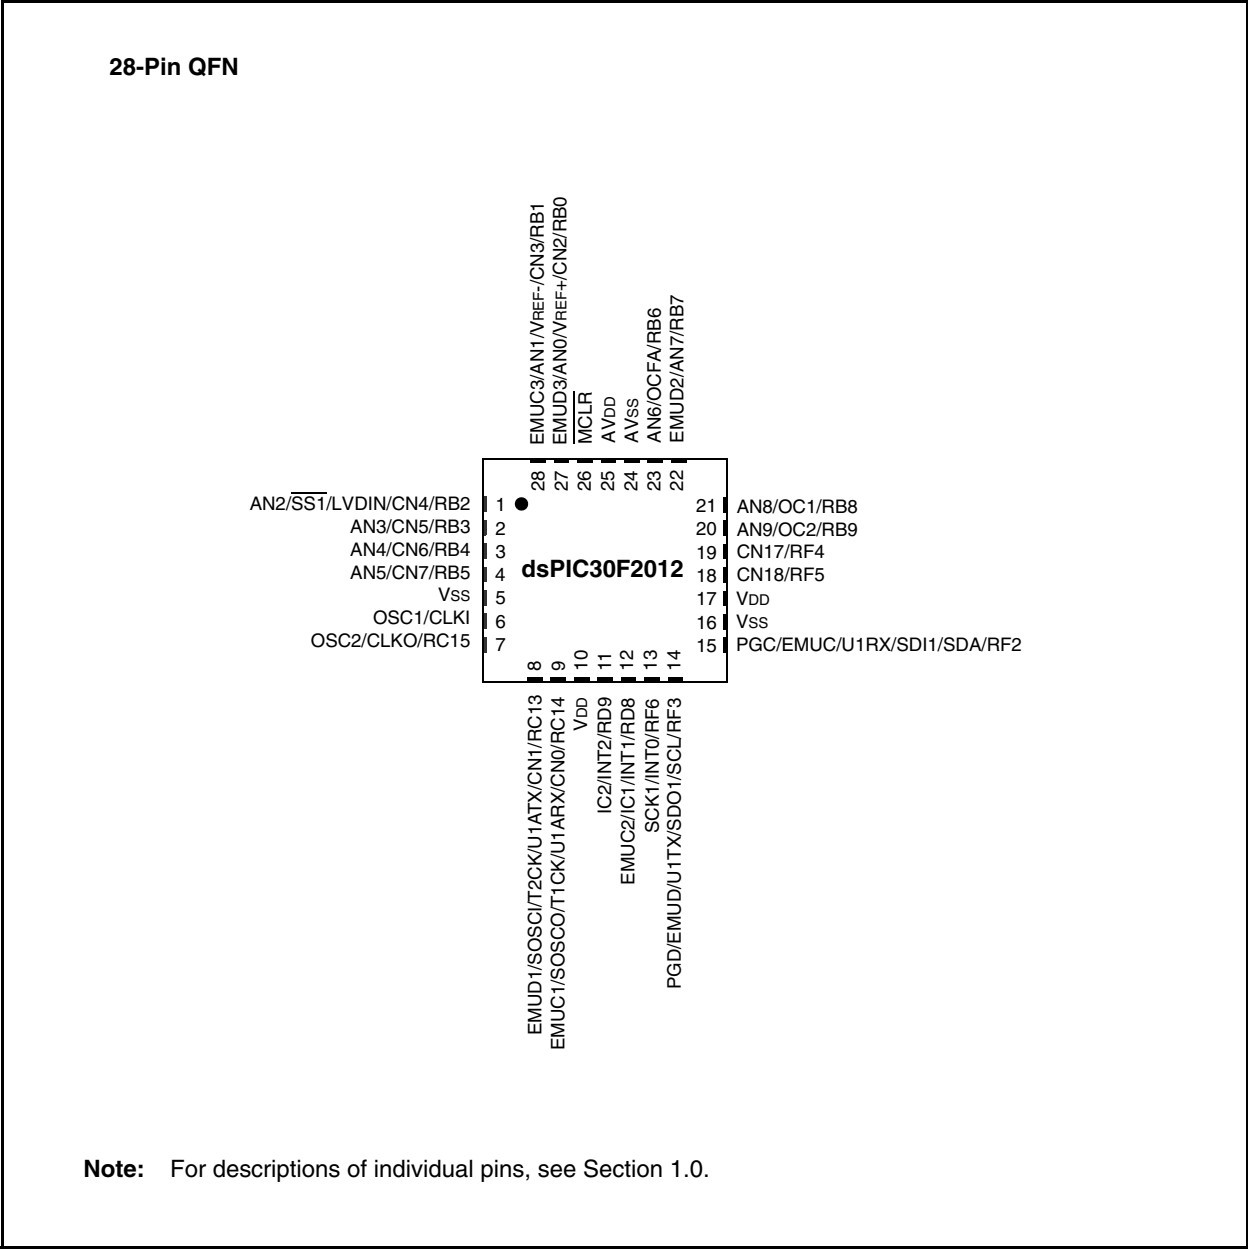 28-Pin QFN
EMUC3/AN1/VREF-/CN3/RB1
EMUD3/AN0/VREF+/CN2/RB0
MCLR
AVDD
AVSS
AN6/OCFA/RB6
EMUD2/AN7/RB7
28 27 26 25 24 23 22
AN2/SS1/LVDIN/CN4/RB2 1
AN3/CN5/RB3 2
AN4/CN6/RB4 3
AN5/CN7/RB5 4
VSS 5
OSC1/CLKI 6
OSC2/CLKO/RC15 7
dsPIC30F2012
21 AN8/OC1/RB8
20 AN9/OC2/RB9
19 CN17/RF4
18 CN18/RF5
17 VDD
16 VSS
15 PGC/EMUC/U1RX/SDI1/SDA/RF2
8 9 10 11 12 13 14
EMUD1/SOSCI/T2CK/U1ATX/CN1/RC13
EMUC1/SOSCO/T1CK/U1ARX/CN0/RC14
VDD
IC2/INT2/RD9
EMUC2/IC1/INT1/RD8
SCK1/INT0/RF6
PGD/EMUD/U1TX/SDO1/SCL/RF3
Note: For descriptions of individual pins, see Section 1.0.